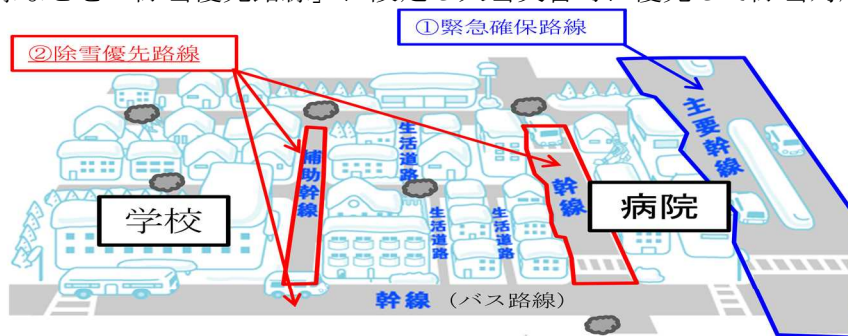 ①緊急確保路線
②除雪優先路線
主要幹線
生活道路
補助幹線
幹線
学校
病院
生活道路
生活道路
幹線（バス路線）